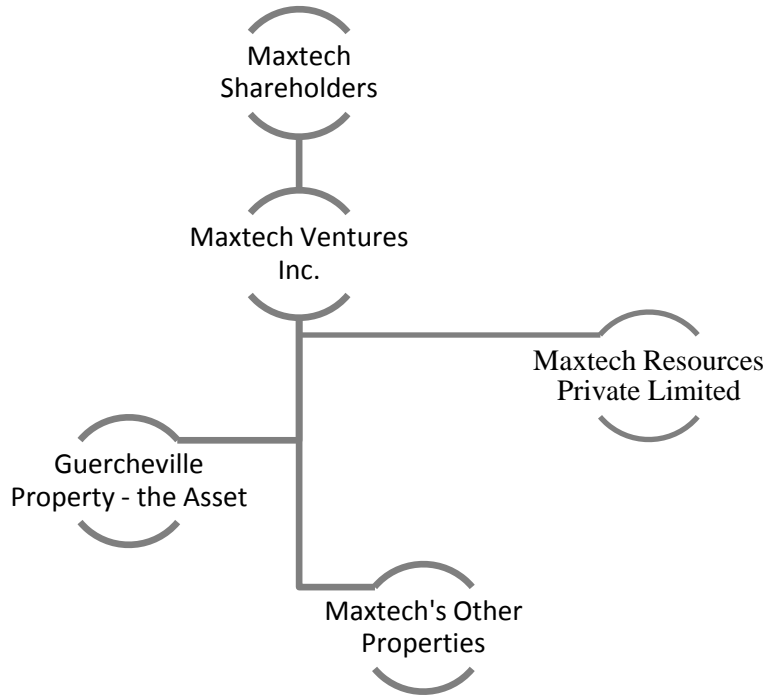 Maxtech
Shareholders
Maxtech Ventures
Inc.
Maxtech Resources
Private Limited
Guercheville
Property - the Asset
Maxtech's Other
Properties